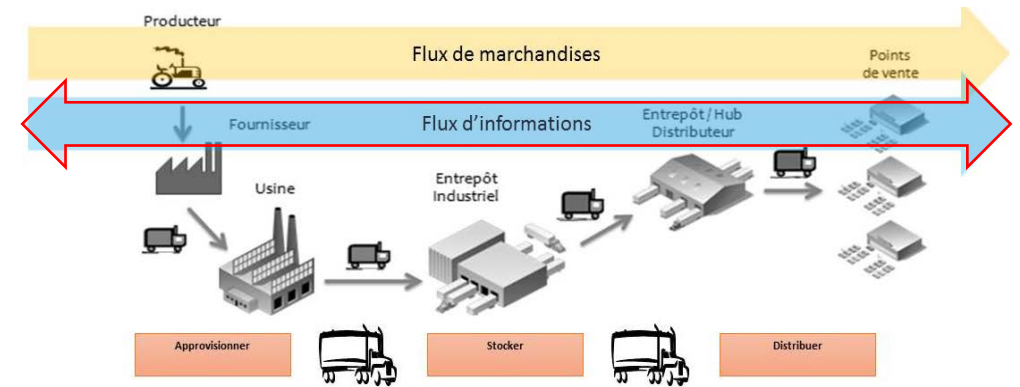 Producteur
Flux de marchandises
Points
de vente
Fournisseur
Flux d’informations
Entrepôt / Hub
Distributeur
Usine
Entrepôt
Industriel
Approvisionner
Stocker
Distribuer